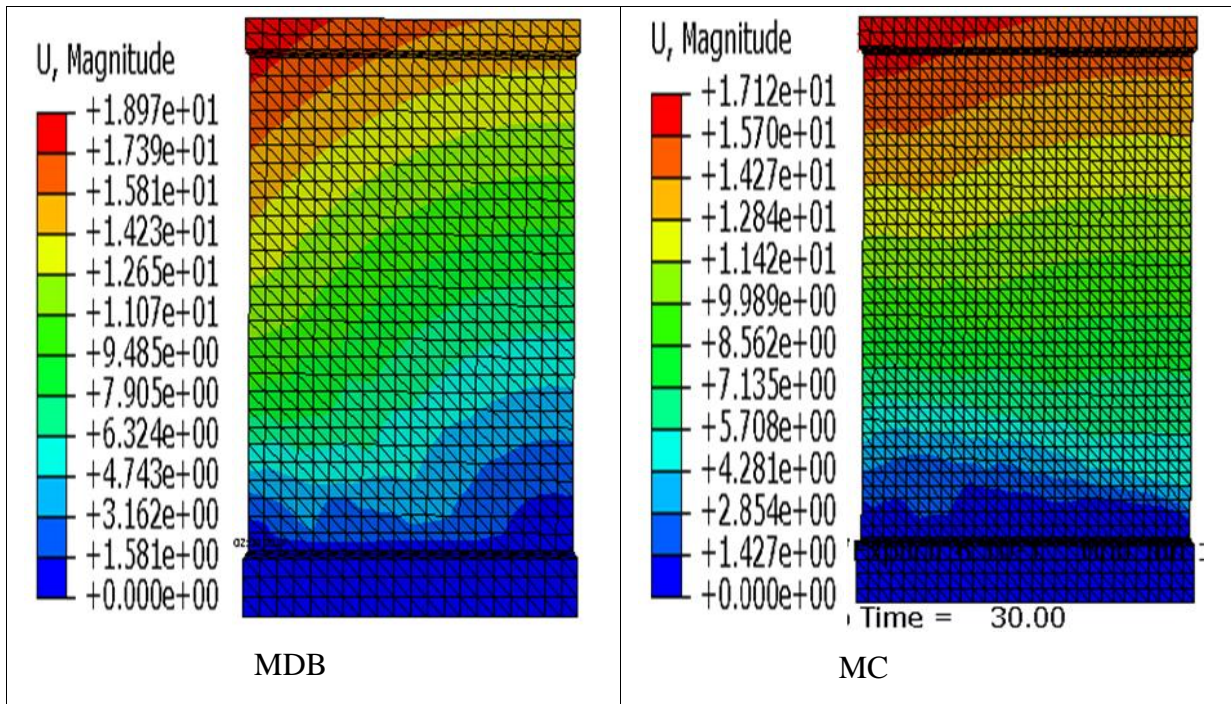 U, Magnitude
+1.897e+01
+1.739e+01
+1.581e+01
+1.423e+01
+1.265e+01
+1.107e+01
+9.485e+00
+7.905e+00
+6.324e+00
+4.743e+00
+3.162e+00
+1.581e+00
+0.000e+00
MDB
U, Magnitude
+1.712e+01
+1.570e+01
+1.427e+01
+1.284e+01
+1.142e+01
+9.989e+00
+8.562e+00
+7.135e+00
+5.708e+00
+4.281e+00
+2.854e+00
+1.427e+00
+0.000e+00
Time = 30.00
MC